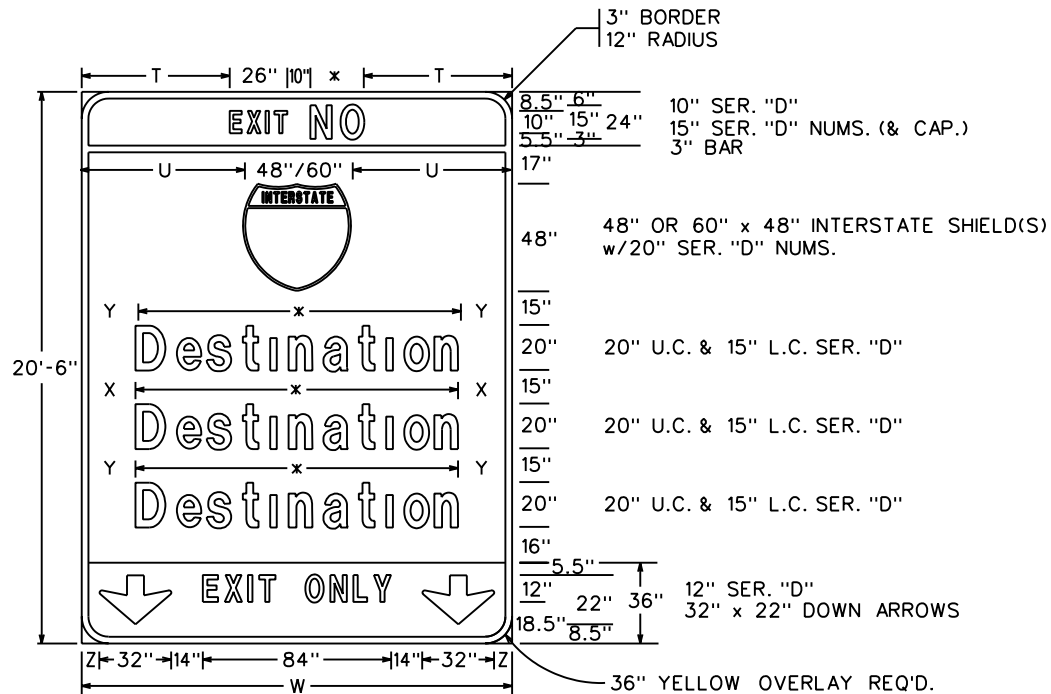 3" BORDER
12" RADIUS
T 26" 10" * T
EXIT NO
8.5" 6"
10" 15" 24"
5.5" 3"
10" SER. "D"
15" SER. "D" NUMS. (& CAP.)
3" BAR
17"
U 48"/60" U
INTERSTATE
48"
48" OR 60" x 48" INTERSTATE SHIELD(S)
w/20" SER. "D" NUMS.
15"
Y * Y
Destination
20"
20" U.C. & 15" L.C. SER. "D"
20'-6"
X * X
15"
Destination
20"
20" U.C. & 15" L.C. SER. "D"
Y * Y
15"
Destination
20"
20" U.C. & 15" L.C. SER. "D"
16"
5.5"
EXIT ONLY
12" 22" 36"
18.5" 8.5"
12" SER. "D"
32" x 22" DOWN ARROWS
Z 32" 14" 84" 14" 32" Z
W
36" YELLOW OVERLAY REQ'D.